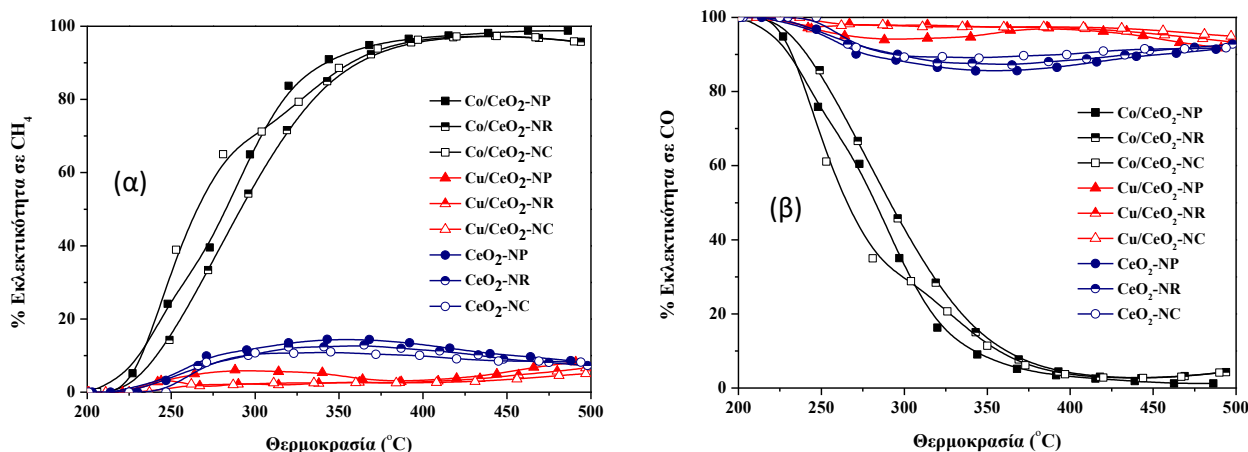 % Εκλεκτικότητα σε CH4
100
80
60
40
20
0
(α)
Co/CeO2-NP
Co/CeO2-NR
Co/CeO2-NC
Cu/CeO2-NP
Cu/CeO2-NR
Cu/CeO2-NC
CeO2-NP
CeO2-NR
CeO2-NC
200 250 300 350 400 450 500
Θερμοκρασία (°C)
% Εκλεκτικότητα σε CO
100
80
60
40
20
0
(β)
Co/CeO2-NP
Co/CeO2-NR
Co/CeO2-NC
Cu/CeO2-NP
Cu/CeO2-NR
Cu/CeO2-NC
CeO2-NP
CeO2-NR
CeO2-NC
200 250 300 350 400 450 500
Θερμοκρασία (°C)